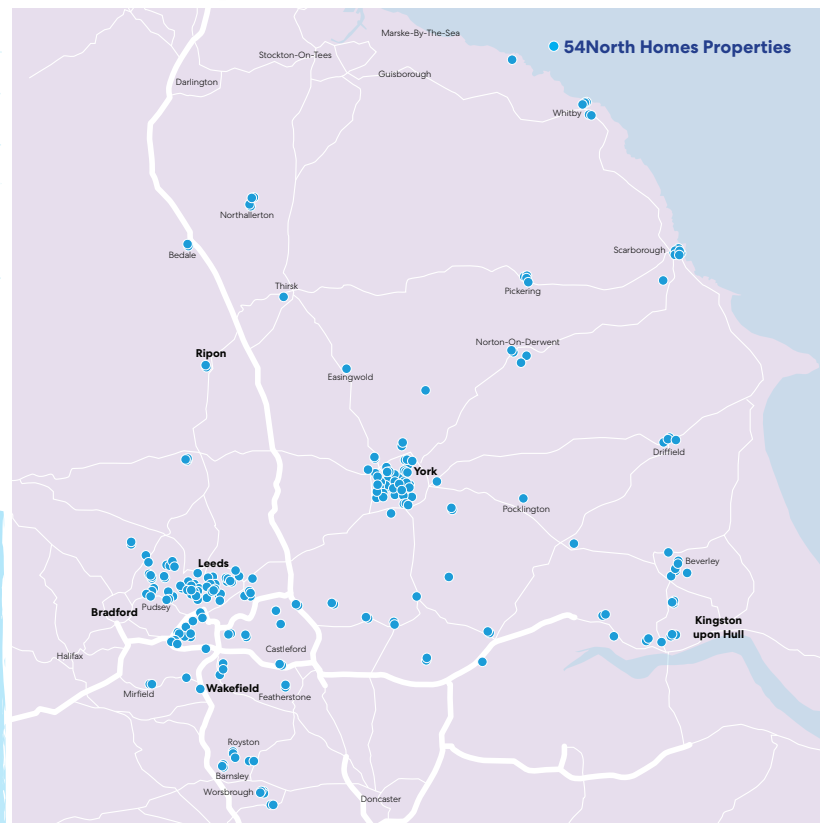 Marske-By-The-Sea
54North Homes Properties
Stockton-On-Tees
Guisborough
Darlington
Whitby
Northallerton
Scarborough
Bedale
Thirsk
Pickering
Norton-On-Derwent
Ripon
Easingwold
Driffield
York
Pocklington
Leeds
Beverley
Pudsey
Bradford
Kingston
upon Hull
Castleford
Halifax
Wakefield
Mirfield
Featherstone
Royston
Barnsley
Worsbrough
Doncaster